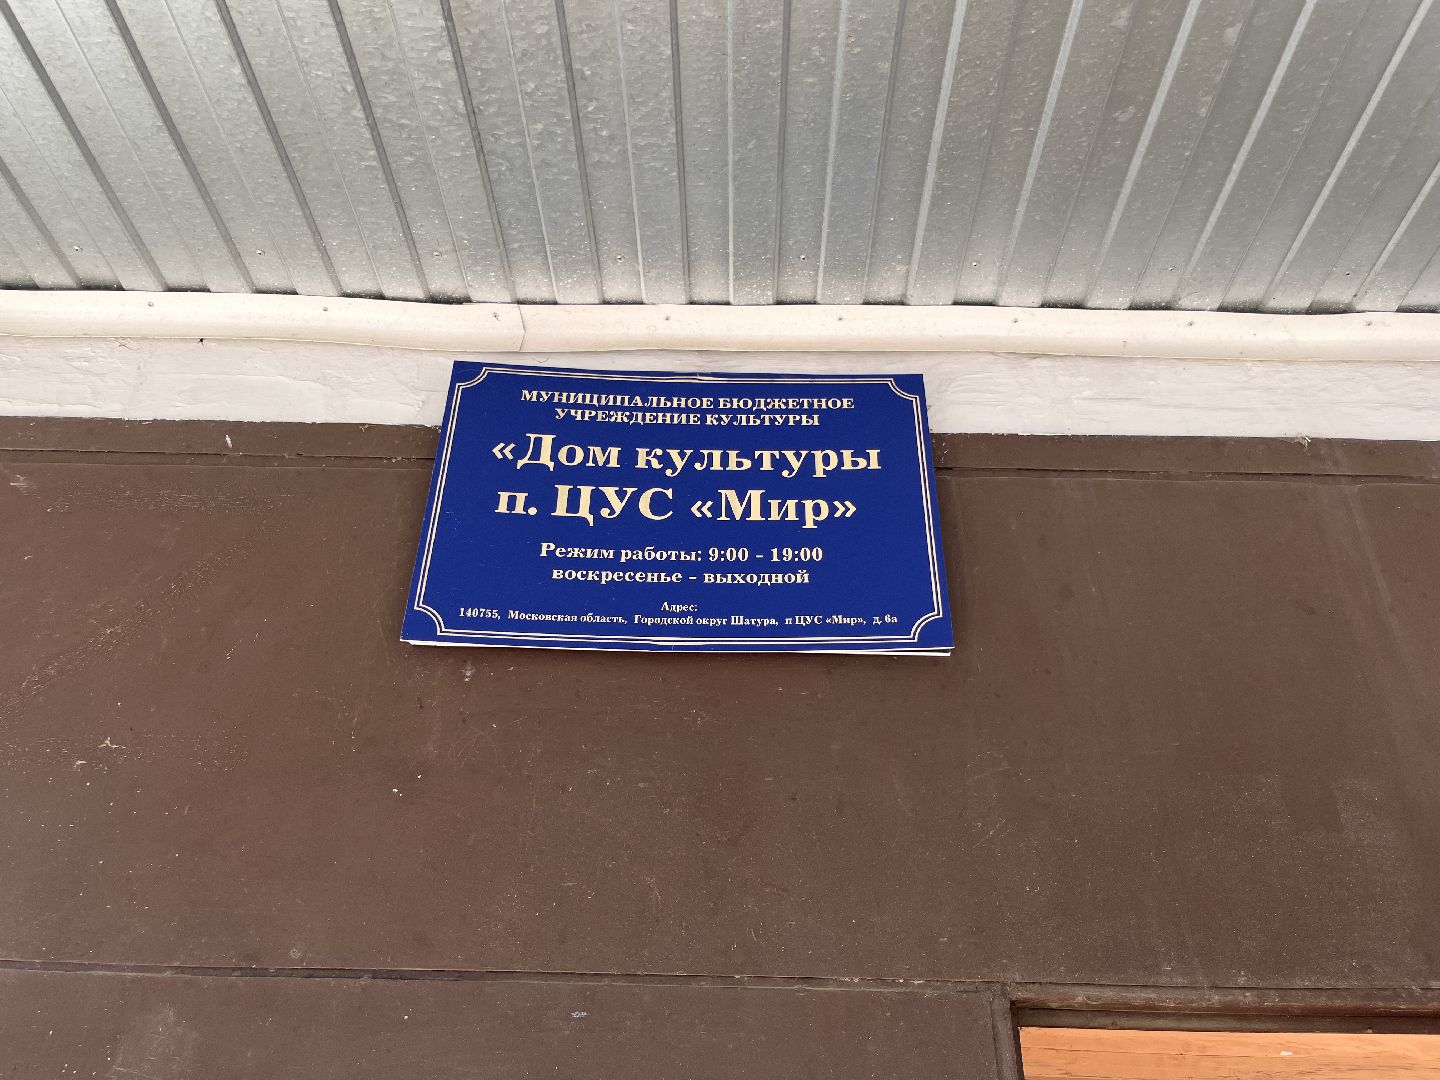 МУНИЦИПАЛЬНОЕ БЮДЖЕТНОЕ
УЧРЕЖДЕНИЕ КУЛЬТУРЫ
«Дом культуры
п. ЦУС «Мир»
Режим работы: 9:00 - 19:00
воскресенье - выходной
Адрес:
140755, Московская область, Городской округ Шатура, п ЦУС «Мир», д. 6а